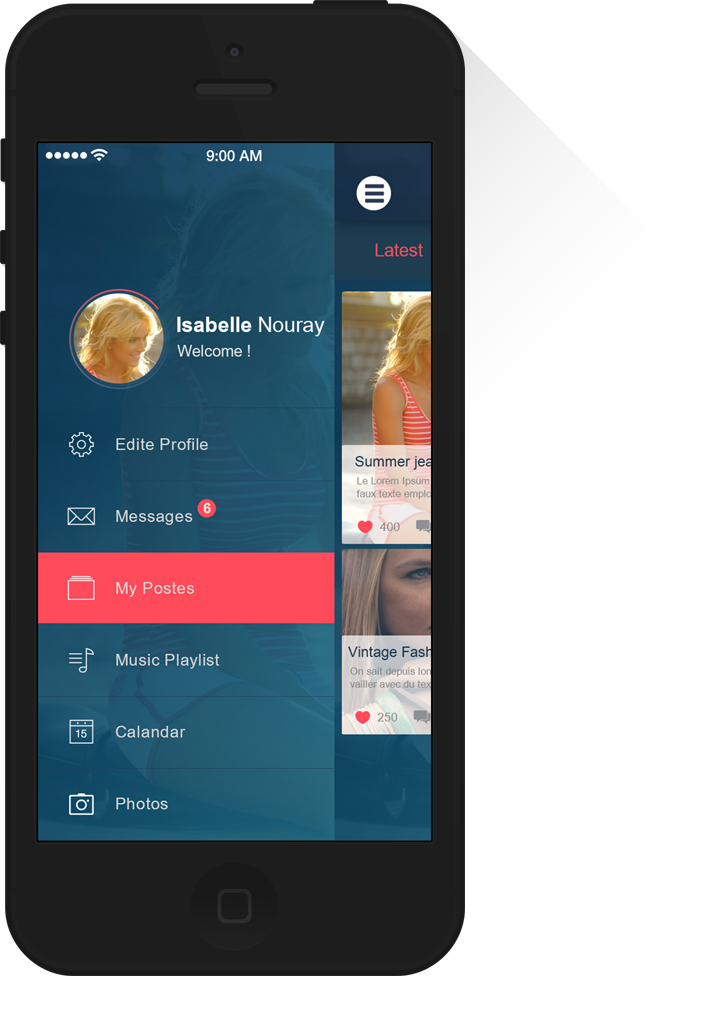 9:00 AM
Latest
Isabelle Nouray
Welcome !
Edite Profile
Messages 6
My Postes
Music Playlist
15
Calandar
Photos
Summer jea
Le Lorem Ipsum
faux texte emplo
400
Vintage Fash
On sait depuis lon
vailler avec du tex
250